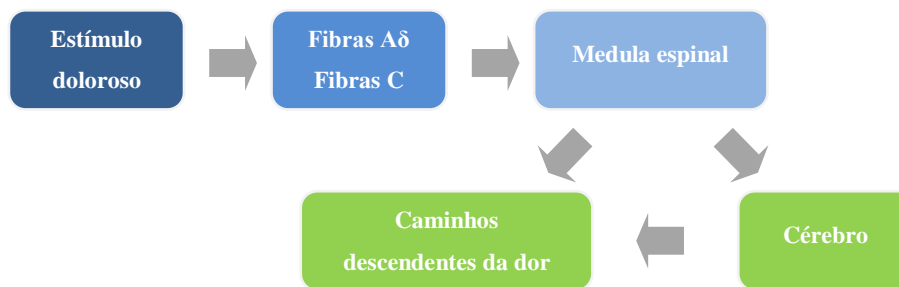 Estímulo
doloroso
Fibras Aδ
Fibras C
Medula espinal
Caminhos
descendentes da dor
Cérebro